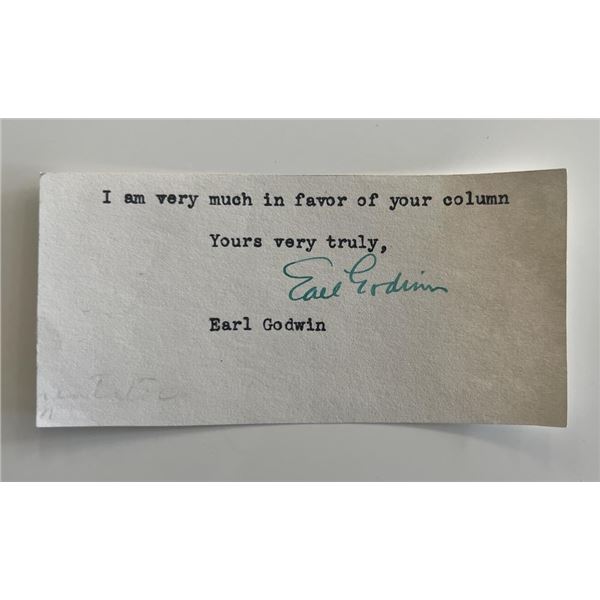 I am very much in favor of your column
Yours very truly,
Earl Godwin
Earl Godwin